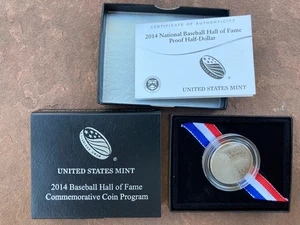 CERTIFICATE OF AUTHENTICITY
2014 National Baseball Hall of Fame
Proof Half-Dollar
UNITED STATES MINT
UNITED STATES MINT
2014 Baseball Hall of Fame
Commemorative Coin Program